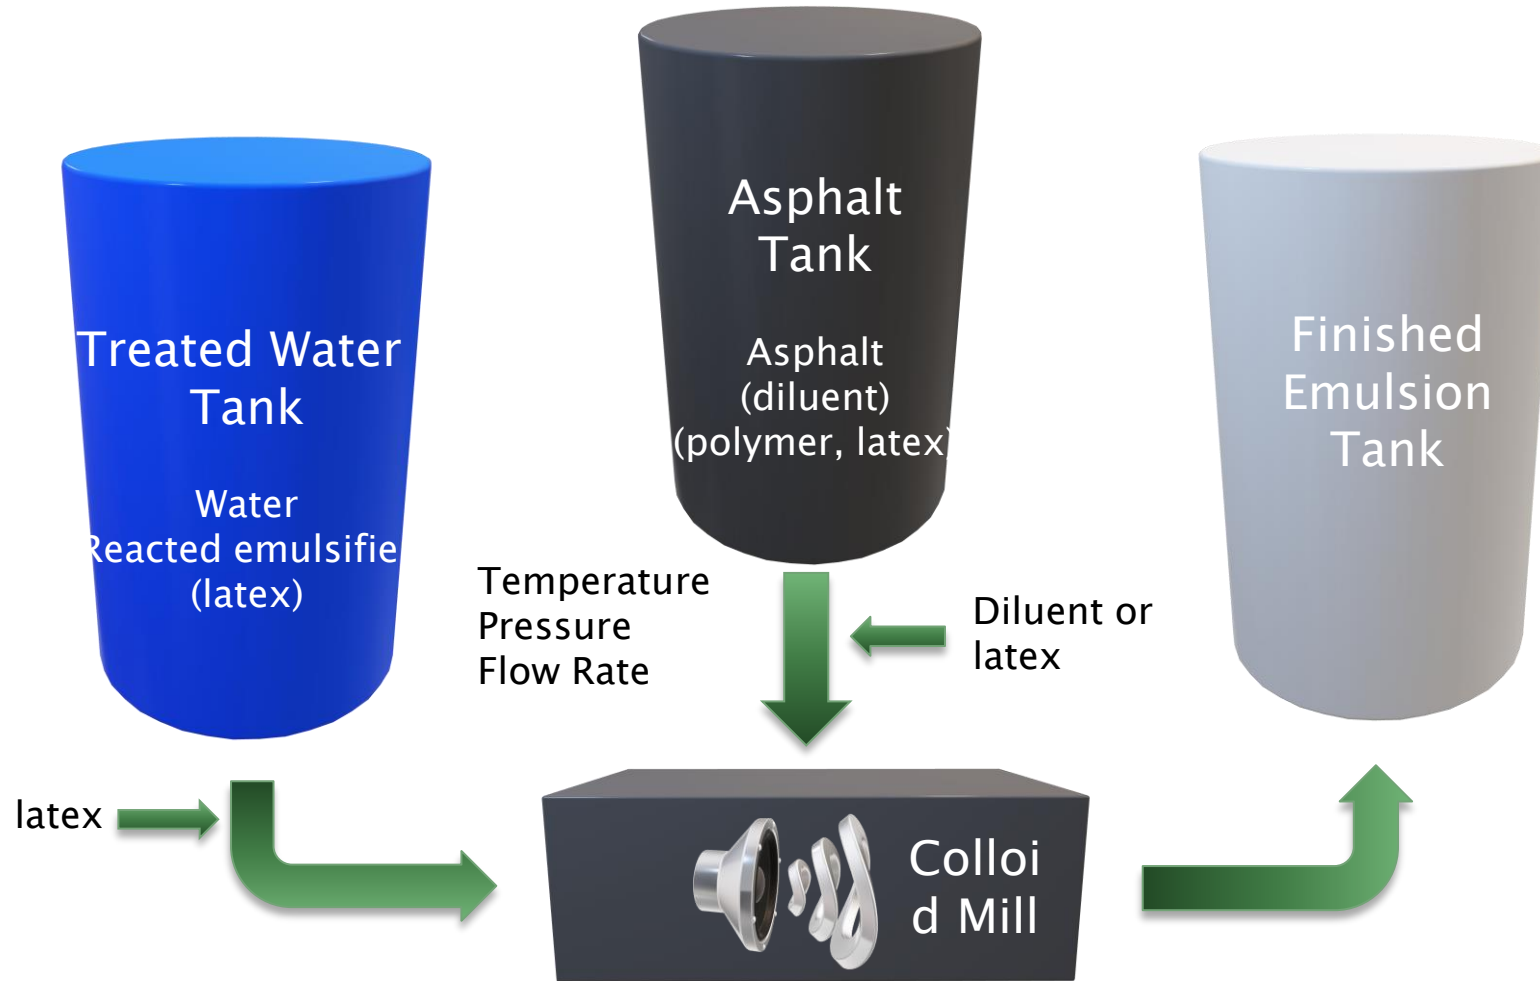 Treated Water
Tank
Water
Reacted emulsifie
(latex)
Asphalt
Tank
Asphalt
(diluent)
(polymer, latex)
Finished
Emulsion
Tank
Temperature
Pressure
Flow Rate
Diluent or
latex
latex
Colloi
d Mill